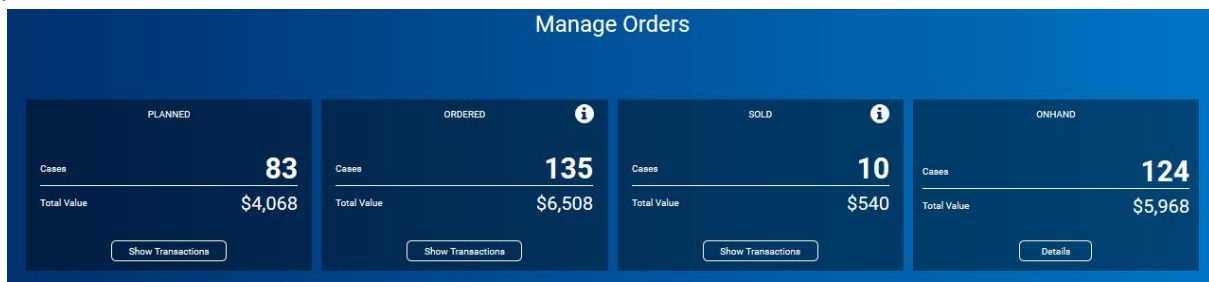 Manage Orders
PLANNED
Cases 83
Total Value $4,068
Show Transactions
ORDERED i
Cases 135
Total Value $6,508
Show Transactions
SOLD i
Cases 10
Total Value $540
Show Transactions
ONHAND
Cases 124
Total Value $5,968
Details